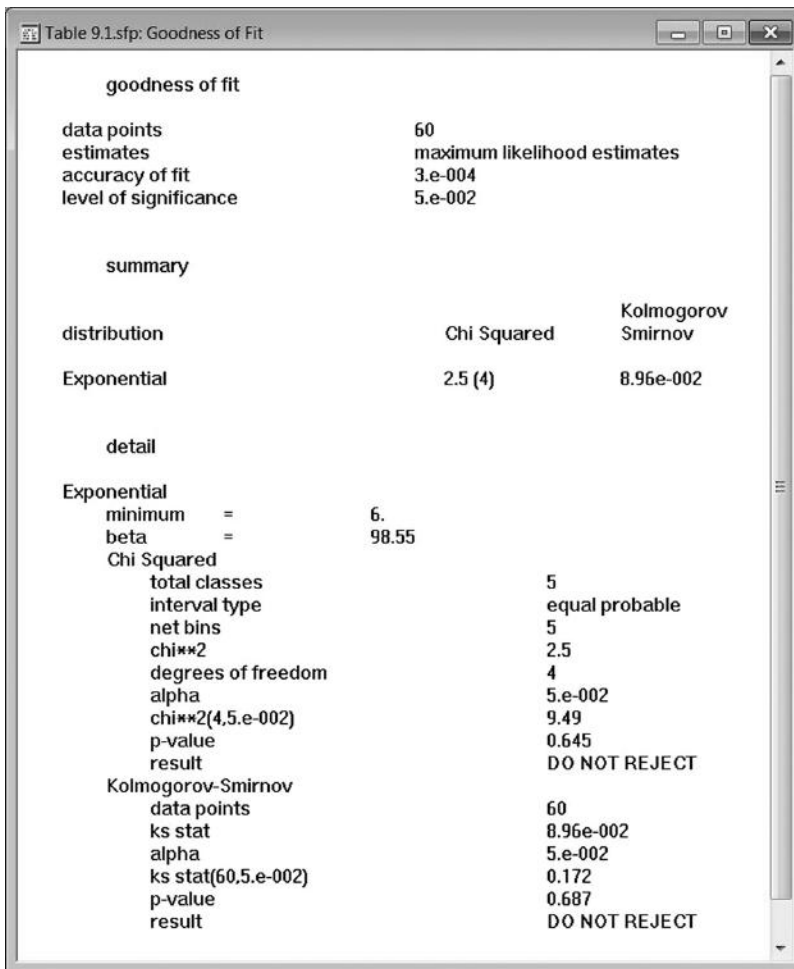 Table 9.1.sfp: Goodness of Fit
goodness of fit
data points 60
estimates maximum likelihood estimates
accuracy of fit 3.e-004
level of significance 5.e-002
summary
distribution Chi Squared Kolmogorov Smirnov
Exponential 2.5 (4) 8.96e-002
detail
Exponential
minimum = 6.
beta = 98.55
Chi Squared
total classes 5
interval type equal probable
net bins 5
chi**2 2.5
degrees of freedom 4
alpha 5.e-002
chi**2(4,5.e-002) 9.49
p-value 0.645
result DO NOT REJECT
Kolmogorov-Smirnov
data points 60
ks stat 8.96e-002
alpha 5.e-002
ks stat(60,5.e-002) 0.172
p-value 0.687
result DO NOT REJECT